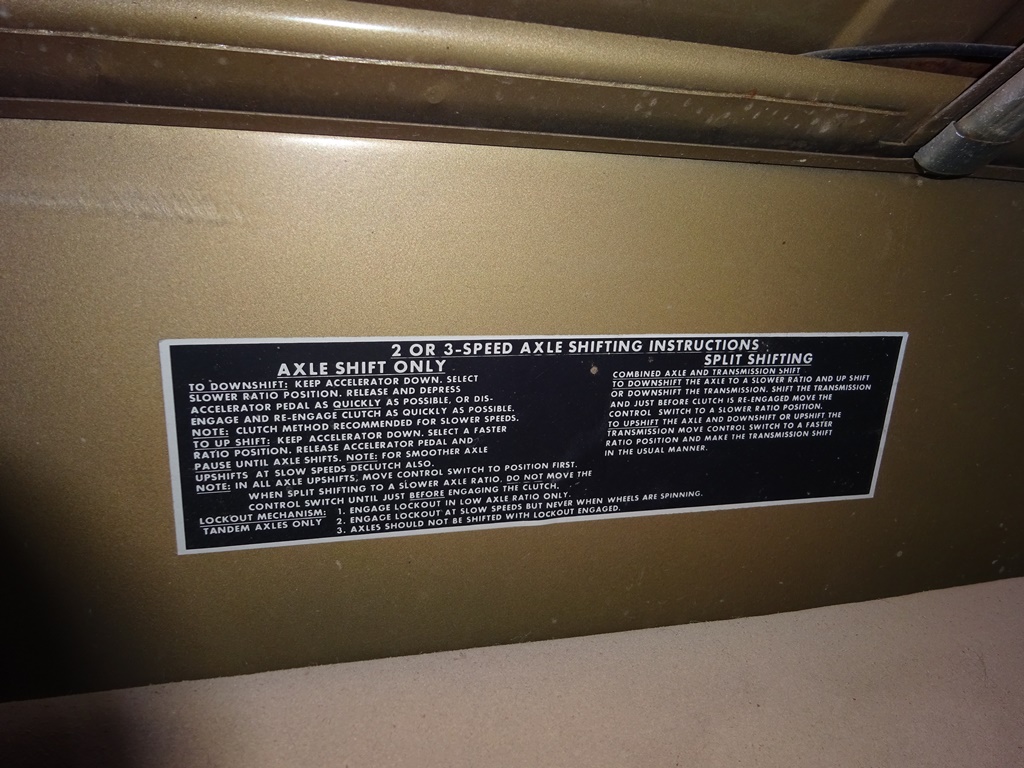 2 OR 3-SPEED AXLE SHIFTING INSTRUCTIONS
AXLE SHIFT ONLY
TO DOWNSHIFT: KEEP ACCELERATOR DOWN. SELECT
SLOWER RATIO POSITION. RELEASE AND DEPRESS
ACCELERATOR PEDAL AS QUICKLY AS POSSIBLE, OR DIS-
ENGAGE AND RE-ENGAGE CLUTCH AS QUICKLY AS POSSIBLE.
NOTE: CLUTCH METHOD RECOMMENDED FOR SLOWER SPEEDS.
TO UP SHIFT: KEEP ACCELERATOR DOWN. SELECT A FASTER
RATIO POSITION. RELEASE ACCELERATOR PEDAL AND
PAUSE UNTIL AXLE SHIFTS. NOTE: FOR SMOOTHER AXLE
UPSHIFTS AT SLOW SPEEDS DECLUTCH ALSO.
SPLIT SHIFTING
COMBINED AXLE AND TRANSMISSION SHIFT
TO DOWNSHIFT THE AXLE TO A SLOWER RATIO AND UP SHIFT
OR DOWNSHIFT THE TRANSMISSION. SHIFT THE TRANSMISSION
AND JUST BEFORE CLUTCH IS RE-ENGAGED MOVE THE
CONTROL SWITCH TO A SLOWER RATIO POSITION.
TO UPSHIFT THE AXLE AND DOWNSHIFT OR UPSHIFT THE
TRANSMISSION MOVE CONTROL SWITCH TO A FASTER
RATIO POSITION AND MAKE THE TRANSMISSION SHIFT
IN THE USUAL MANNER.
NOTE: IN ALL AXLE UPSHIFTS, MOVE CONTROL SWITCH TO POSITION FIRST.
WHEN SPLIT SHIFTING TO A SLOWER AXLE RATIO. DO NOT MOVE THE
CONTROL SWITCH UNTIL JUST BEFORE ENGAGING THE CLUTCH.
LOCKOUT MECHANISM: 1. ENGAGE LOCKOUT IN LOW AXLE RATIO ONLY.
TANDEM AXLES ONLY 2. ENGAGE LOCKOUT AT SLOW SPEEDS BUT NEVER WHEN WHEELS ARE SPINNING.
3. AXLES SHOULD NOT BE SHIFTED WITH LOCKOUT ENGAGED.